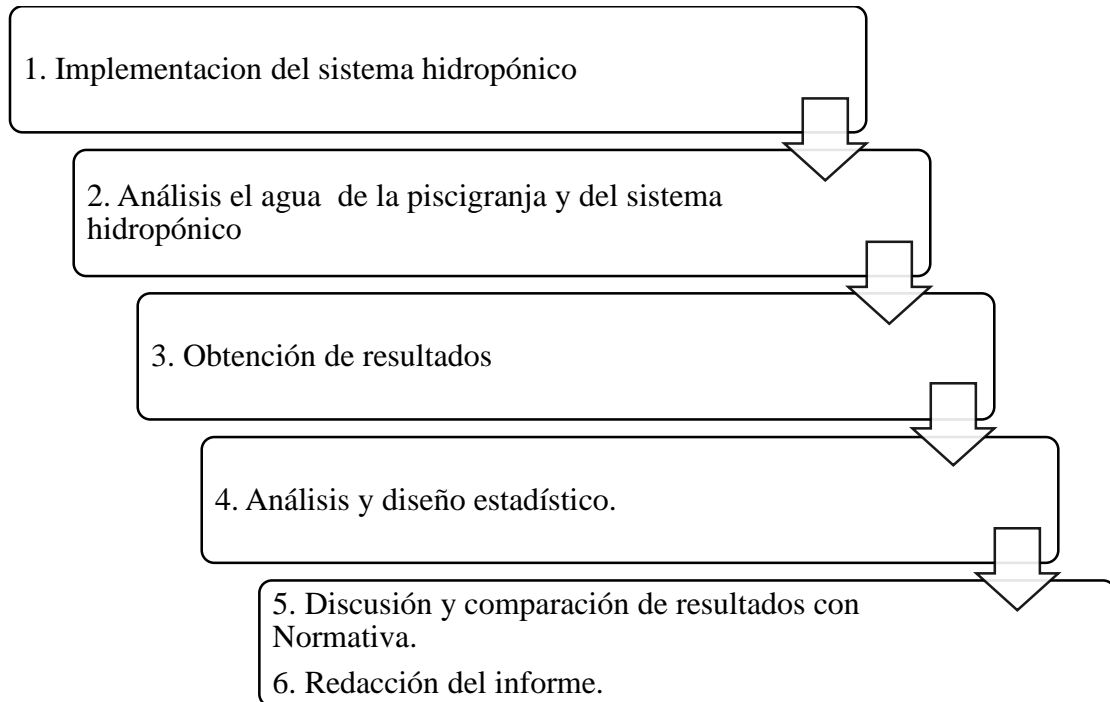 1. Implementacion del sistema hidropónico
2. Análisis el agua de la piscigranja y del sistema
hidropónico
3. Obtención de resultados
4. Análisis y diseño estadístico.
5. Discusión y comparación de resultados con
Normativa.
6. Redacción del informe.